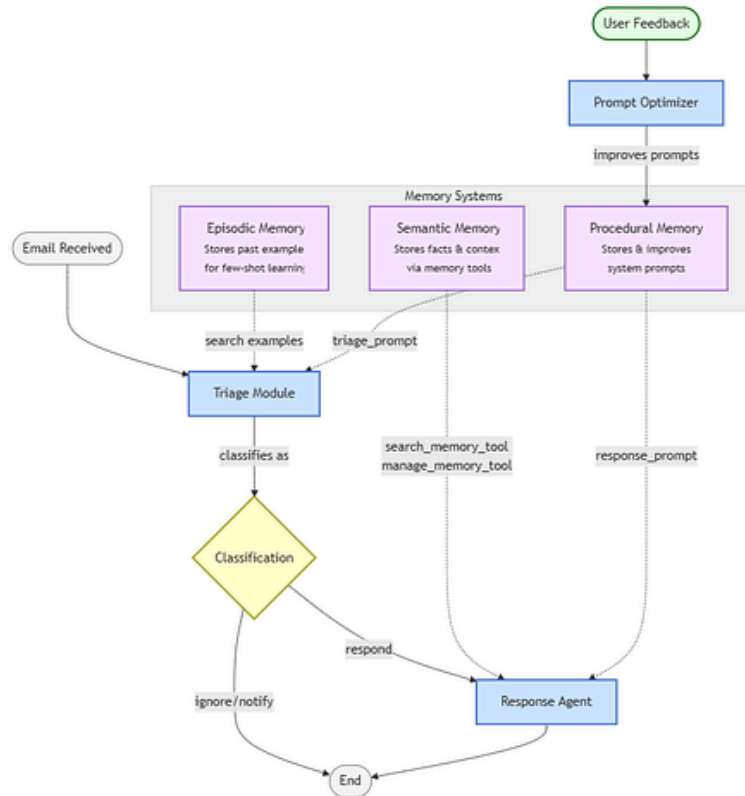 User Feedback
Prompt Optimizer
improves prompts
Memory Systems
Episodic Memory
Stores past example
for few-shot learning
Semantic Memory
Stores facts & contex
via memory tools
Procedural Memory
Stores & improves
system prompts
Email Received
search examples
triage_prompt
Triage Module
classifies as
search_memory_tool
manage_memory_tool
response_prompt
Classification
respond
ignore/notify
Response Agent
End